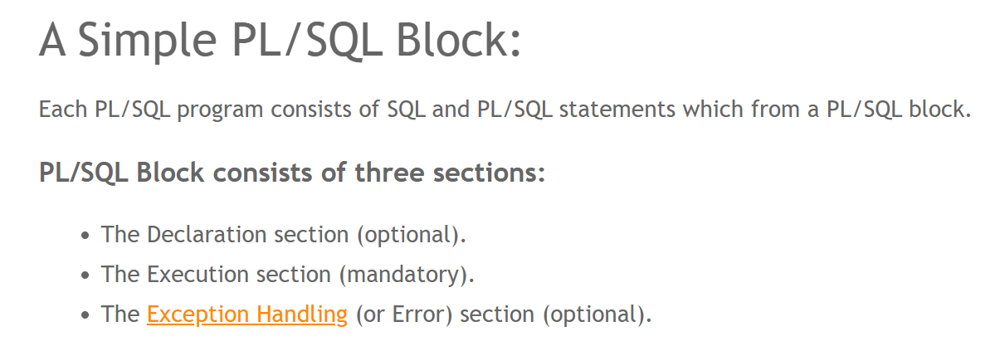 A Simple PL/SQL Block:
Each PL/SQL program consists of SQL and PL/SQL statements which from a PL/SQL block.
PL/SQL Block consists of three sections:
• The Declaration section (optional).
• The Execution section (mandatory).
• The Exception Handling (or Error) section (optional).